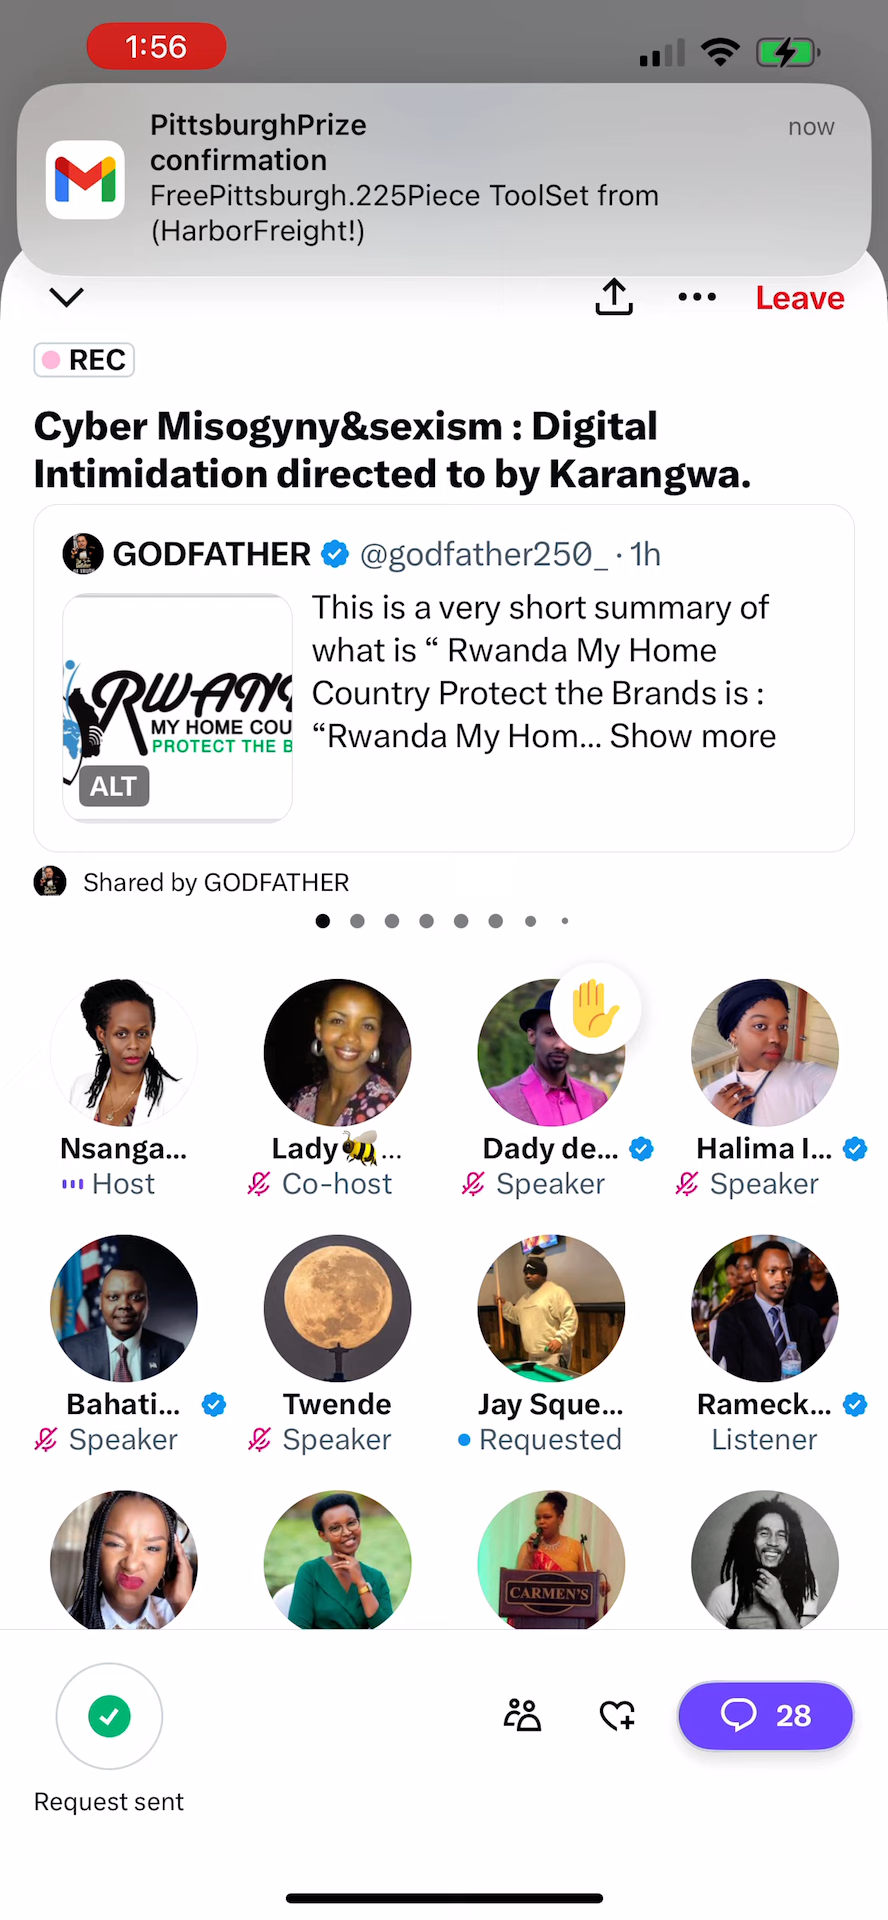 1:56
PittsburghPrize
confirmation
now
FreePittsburgh.225Piece ToolSet from
(HarborFreight!)
Leave
REC
Cyber Misogyny&sexism : Digital
Intimidation directed to by Karangwa.
GODFATHER @godfather250_ · 1h
This is a very short summary of
what is “ Rwanda My Home
Country Protect the Brands is :
“Rwanda My Hom... Show more
RWAN
MY HOME COU
PROTECT THE B
ALT
Shared by GODFATHER
Nsanga...
Lady🐝...
Dady de...
Halima I...
Host
Co-host
Speaker
Speaker
Bahati...
Twende
Jay Sque...
Rameck...
Speaker
Speaker
Requested
Listener
CARMEN'S
28
Request sent